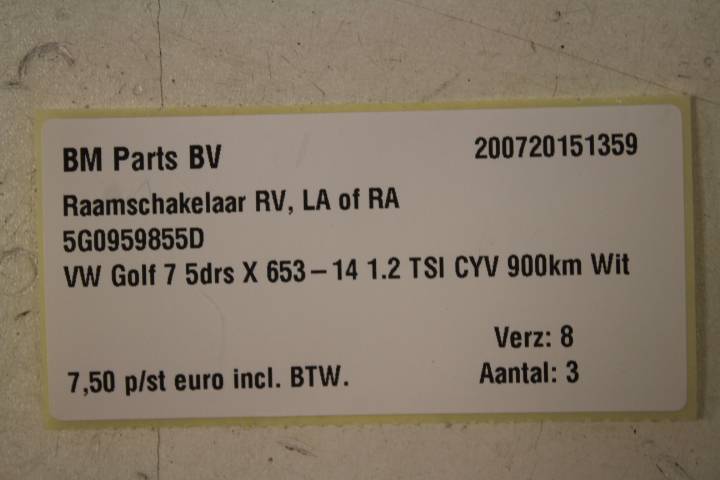 BM Parts BV 200720151359
Raamschakelaar RV, LA of RA
5G0959855D
VW Golf 7 5drs X 653-14 1.2 TSI CYV 900km Wit
Verz: 8
7,50 p/st euro incl. BTW. Aantal: 3